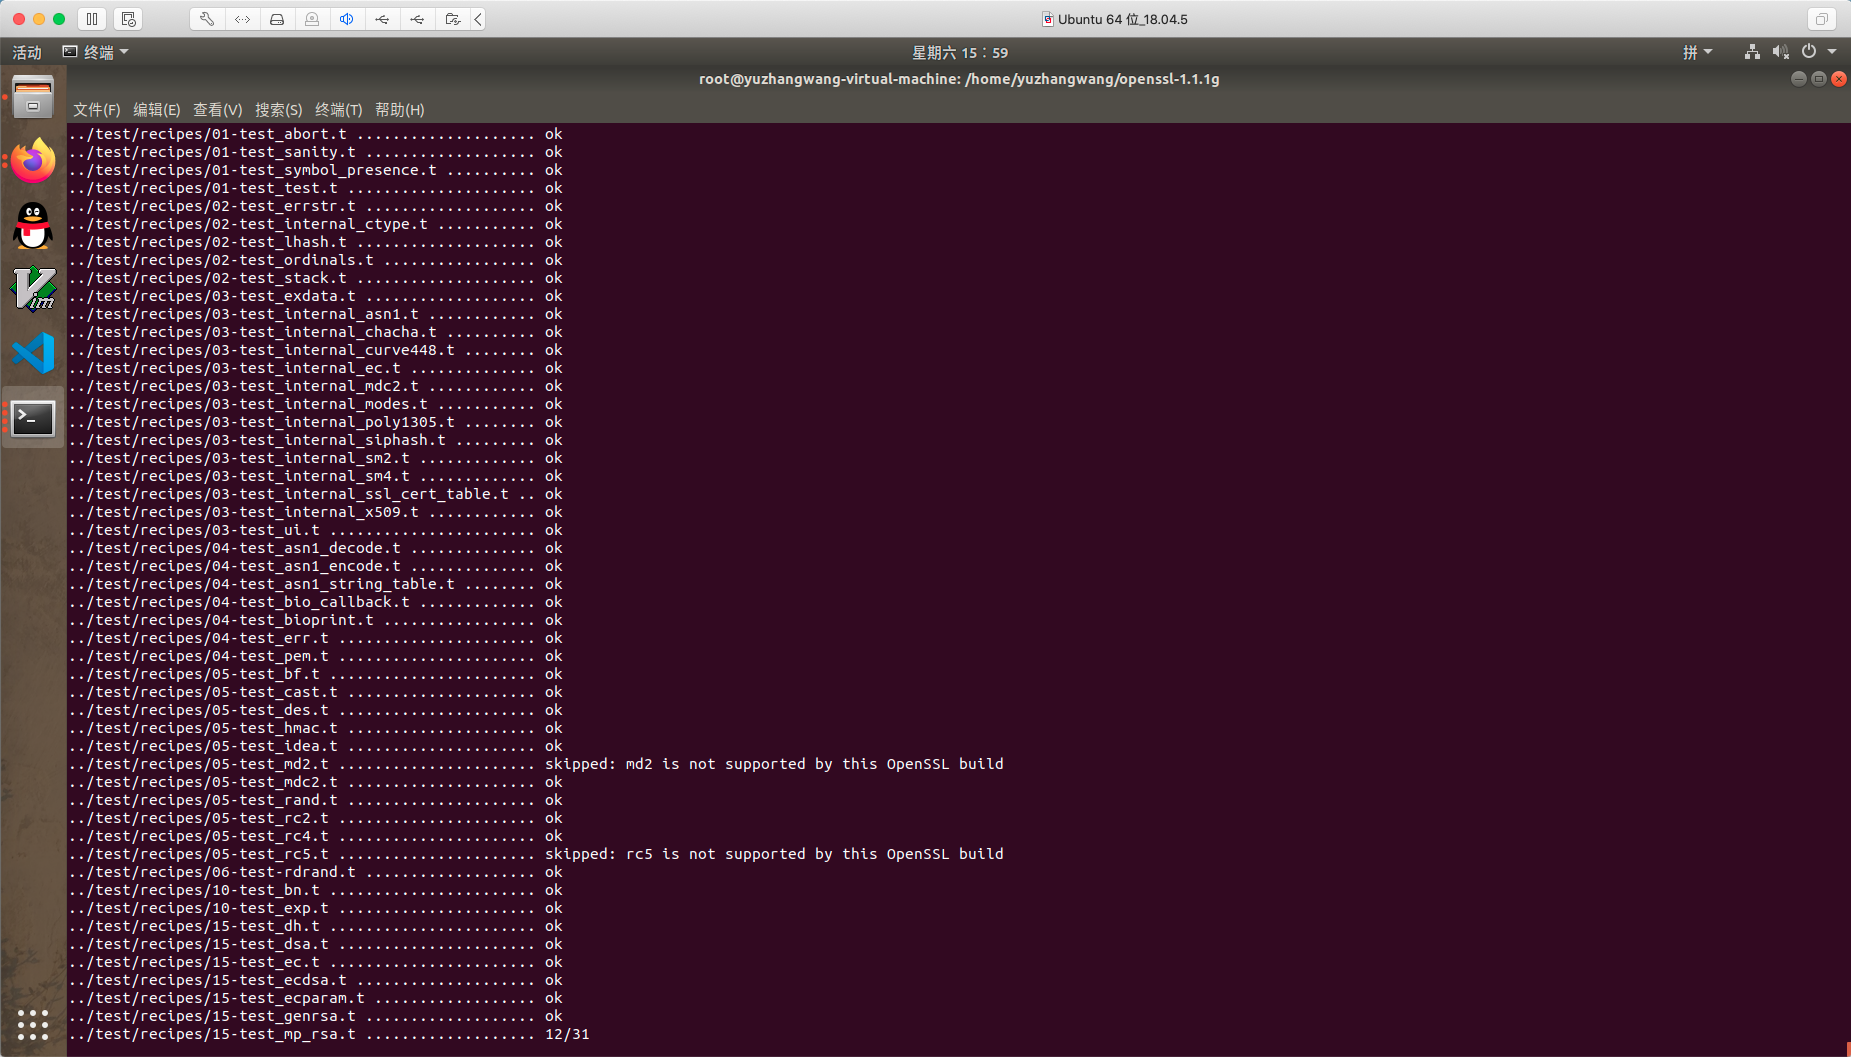 Ubuntu 64 位_18.04.5
活动 终端 星期六 15：59 拼
root@yuzhangwang-virtual-machine: /home/yuzhangwang/openssl-1.1.1g
文件(F) 编辑(E) 查看(V) 搜索(S) 终端(T) 帮助(H)
../test/recipes/01-test_abort.t .................... ok
../test/recipes/01-test_sanity.t ................... ok
../test/recipes/01-test_symbol_presence.t .......... ok
../test/recipes/01-test_test.t ..................... ok
../test/recipes/02-test_errstr.t ................... ok
../test/recipes/02-test_internal_ctype.t ........... ok
../test/recipes/02-test_lhash.t .................... ok
../test/recipes/02-test_ordinals.t ................. ok
../test/recipes/02-test_stack.t .................... ok
../test/recipes/03-test_exdata.t ................... ok
../test/recipes/03-test_internal_asn1.t ............ ok
../test/recipes/03-test_internal_chacha.t .......... ok
../test/recipes/03-test_internal_curve448.t ........ ok
../test/recipes/03-test_internal_ec.t .............. ok
../test/recipes/03-test_internal_mdc2.t ............ ok
../test/recipes/03-test_internal_modes.t ........... ok
../test/recipes/03-test_internal_poly1305.t ........ ok
../test/recipes/03-test_internal_siphash.t ......... ok
../test/recipes/03-test_internal_sm2.t ............. ok
../test/recipes/03-test_internal_sm4.t ............. ok
../test/recipes/03-test_internal_ssl_cert_table.t .. ok
../test/recipes/03-test_internal_x509.t ............ ok
../test/recipes/03-test_ui.t ....................... ok
../test/recipes/04-test_asn1_decode.t .............. ok
../test/recipes/04-test_asn1_encode.t .............. ok
../test/recipes/04-test_asn1_string_table.t ........ ok
../test/recipes/04-test_bio_callback.t ............. ok
../test/recipes/04-test_bioprint.t ................. ok
../test/recipes/04-test_err.t ...................... ok
../test/recipes/04-test_pem.t ...................... ok
../test/recipes/05-test_bf.t ....................... ok
../test/recipes/05-test_cast.t ..................... ok
../test/recipes/05-test_des.t ...................... ok
../test/recipes/05-test_hmac.t ..................... ok
../test/recipes/05-test_idea.t ..................... ok
../test/recipes/05-test_md2.t ...................... skipped: md2 is not supported by this OpenSSL build
../test/recipes/05-test_mdc2.t ..................... ok
../test/recipes/05-test_rand.t ..................... ok
../test/recipes/05-test_rc2.t ...................... ok
../test/recipes/05-test_rc4.t ...................... ok
../test/recipes/05-test_rc5.t ...................... skipped: rc5 is not supported by this OpenSSL build
../test/recipes/06-test-rdrand.t ................... ok
../test/recipes/10-test_bn.t ....................... ok
../test/recipes/10-test_exp.t ...................... ok
../test/recipes/15-test_dh.t ....................... ok
../test/recipes/15-test_dsa.t ...................... ok
../test/recipes/15-test_ec.t ....................... ok
../test/recipes/15-test_ecdsa.t .................... ok
../test/recipes/15-test_ecparam.t .................. ok
../test/recipes/15-test_genrsa.t ................... ok
../test/recipes/15-test_mp_rsa.t ................... 12/31